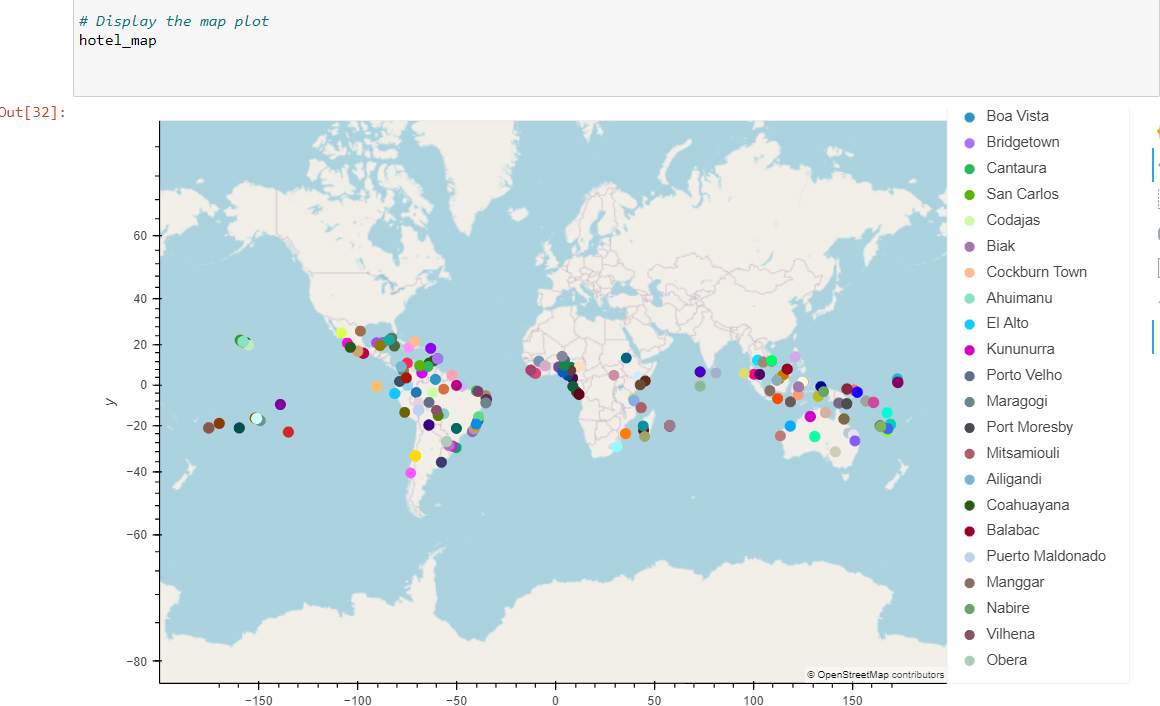 # Display the map plot
hotel_map
Out[32]:
Boa Vista
Bridgetown
Cantaura
San Carlos
Codajas
Biak
Cockburn Town
Ahuimanu
El Alto
Kununurra
Porto Velho
Maragogi
Port Moresby
Mitsamiouli
Ailigandi
Coahuayana
Balabac
Puerto Maldonado
Manggar
Nabire
Vilhena
Obera
y
60
40
20
0
−20
−40
−60
−80
© OpenStreetMap contributors
−150
−100
−50
0
50
100
150